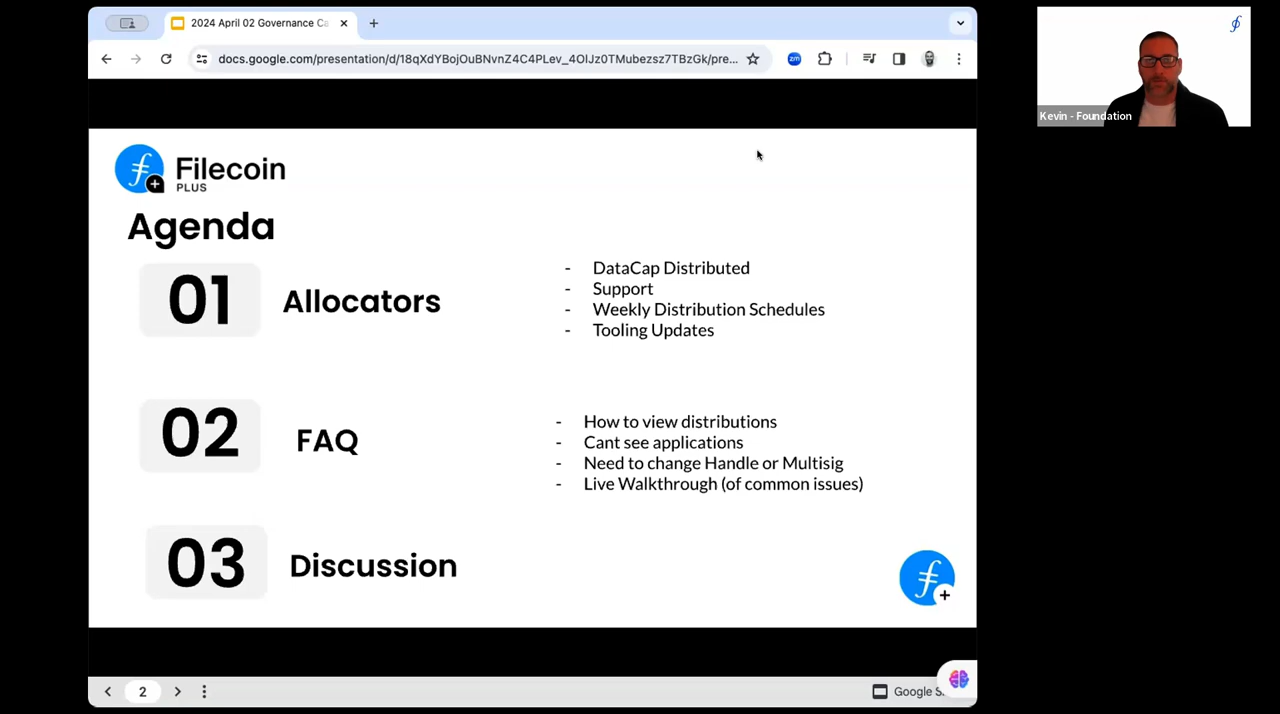 2024 April 02 Governance Ca
docs.google.com/presentation/d/18qXdYBojOuBNvnZ4C4PLev_4OlJz0TMubezsz7TBzGk/pre...
zm
Kevin - Foundation
Filecoin
PLUS
Agenda
01
Allocators
- DataCap Distributed
- Support
- Weekly Distribution Schedules
- Tooling Updates
02
FAQ
- How to view distributions
- Cant see applications
- Need to change Handle or Multisig
- Live Walkthrough (of common issues)
03
Discussion
2
Google S